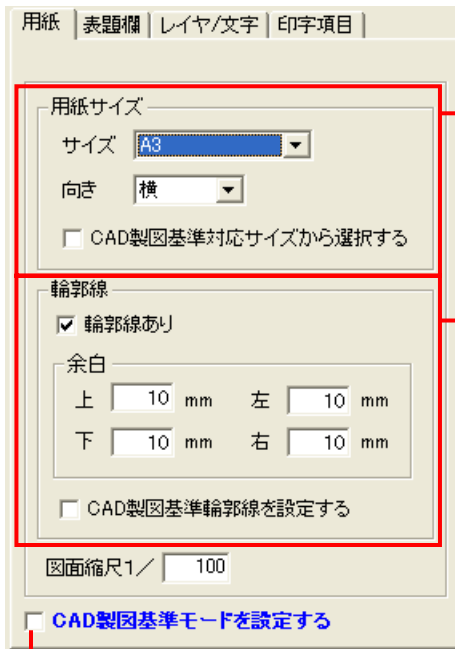 用紙 表題欄 レイヤ/文字 印字項目
用紙サイズ
サイズ A3
向き 横
CAD製図基準対応サイズから選択する
輪郭線
輪郭線あり
余白
上 10 mm 左 10 mm
下 10 mm 右 10 mm
CAD製図基準輪郭線を設定する
図面縮尺1/ 100
CAD製図基準モードを設定する